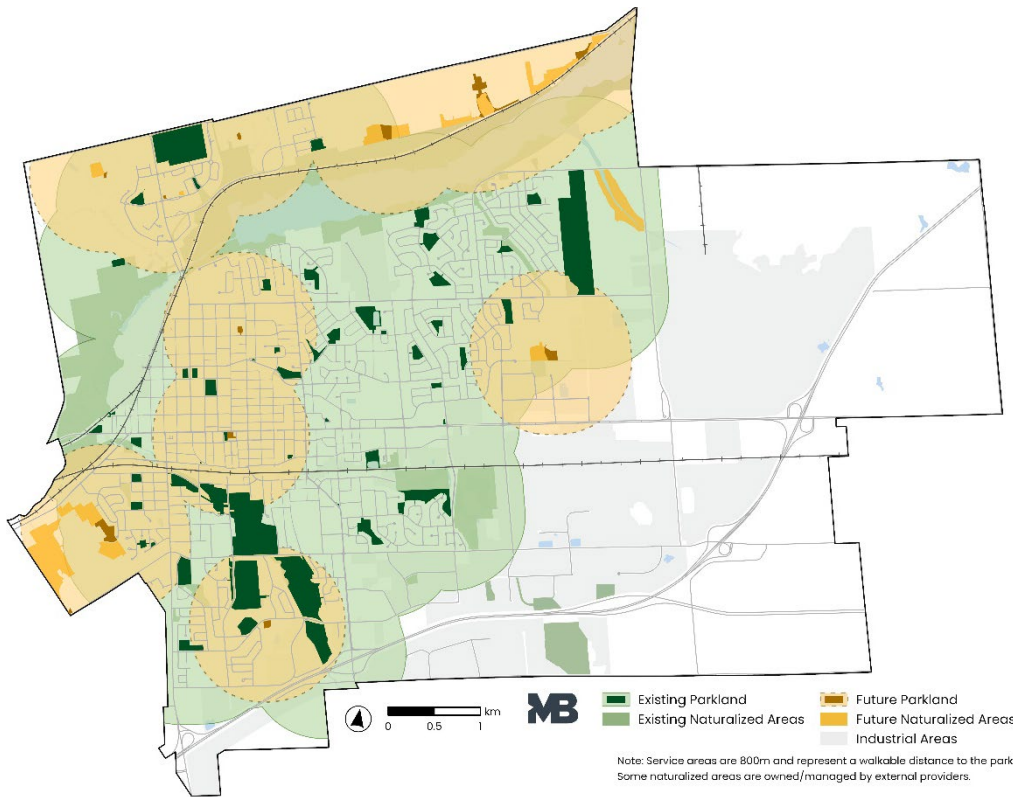 MB
km
0 0.5 1
Existing Parkland
Existing Naturalized Areas
Future Parkland
Future Naturalized Areas
Industrial Areas
Note: Service areas are 800m and represent a walkable distance to the park
Some naturalized areas are owned/managed by external providers.